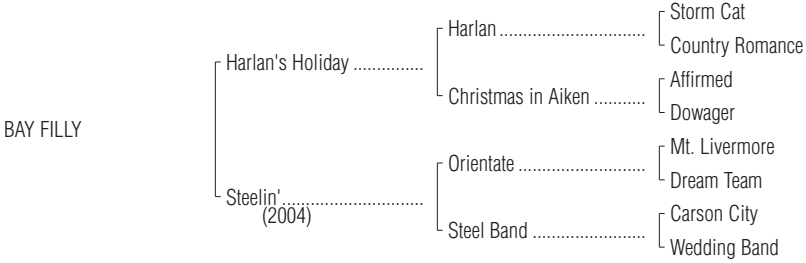 Storm Cat
Harlan..............................
Country Romance
Harlan's Holiday ...............
Affirmed
Christmas in Aiken ...........
Dowager
BAY FILLY
Mt. Livermore
Orientate ..........................
Dream Team
Steelin'..............................
(2004)
Carson City
Steel Band .......................
Wedding Band